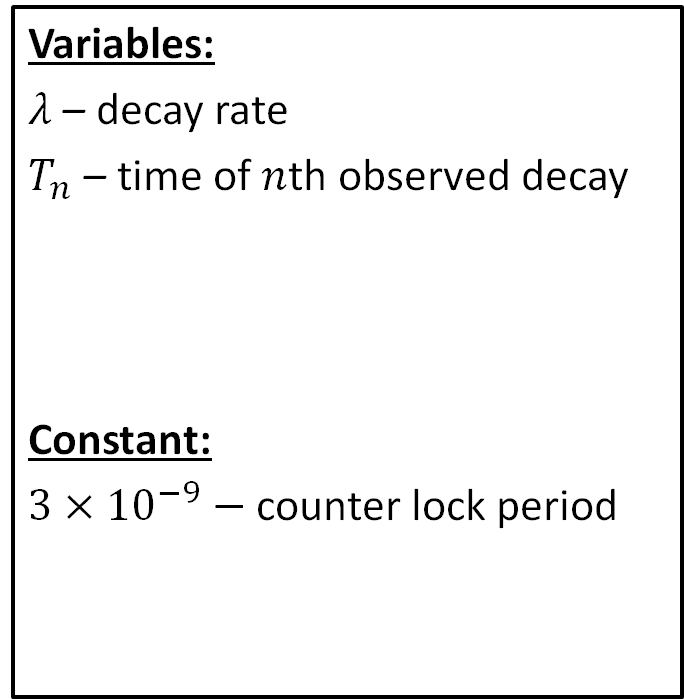 Variables:
λ – decay rate
Tₙ – time of nth observed decay
Constant:
3 × 10⁻⁹ – counter lock period